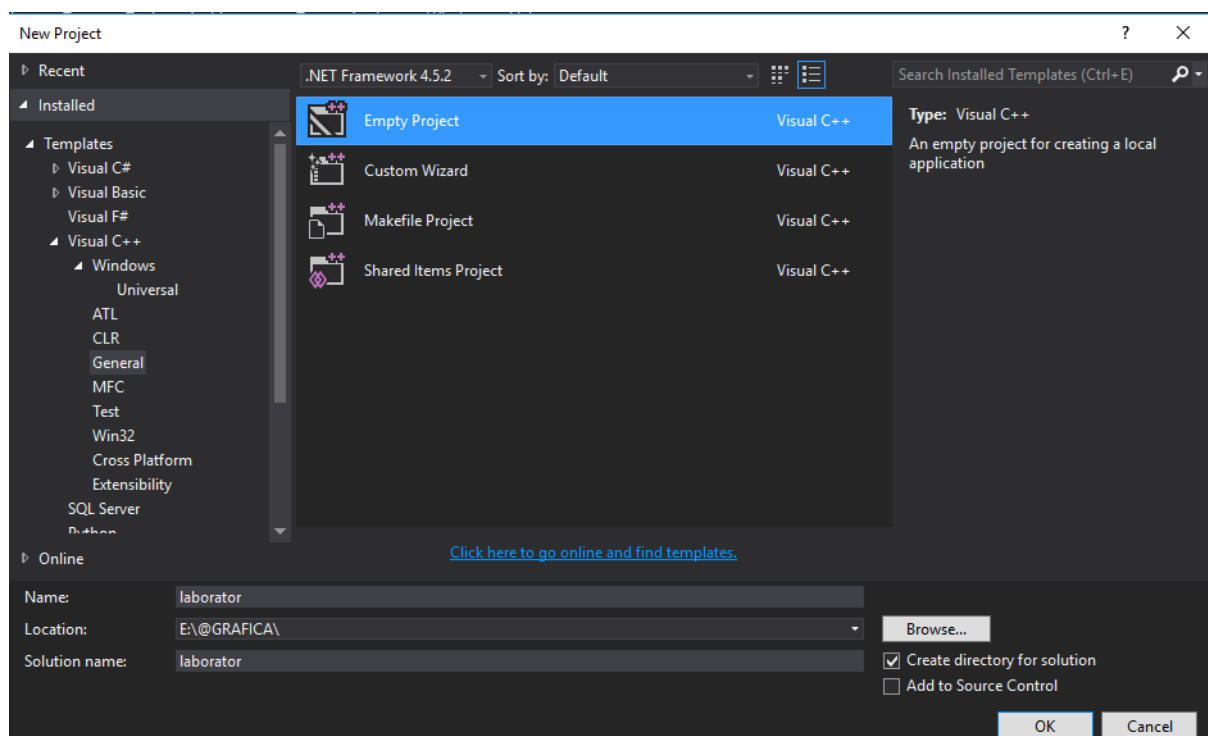 New Project
?
Recent
.NET Framework 4.5.2
Sort by: Default
Search Installed Templates (Ctrl+E)
Installed
Templates
Visual C#
Visual Basic
Visual F#
Visual C++
Windows
Universal
ATL
CLR
General
MFC
Test
Win32
Cross Platform
Extensibility
SQL Server
Python
Online
Empty Project Visual C++
Custom Wizard Visual C++
Makefile Project Visual C++
Shared Items Project Visual C++
Click here to go online and find templates.
Type: Visual C++
An empty project for creating a local
application
Name: laborator
Location: E:\@GRAFICA\
Browse...
Solution name: laborator
Create directory for solution
Add to Source Control
OK Cancel